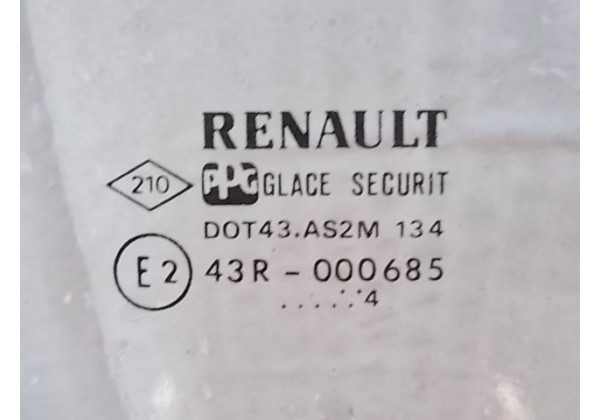 RENAULT
210 PPG GLACE SECURIT
DOT43.AS2M 134
E2 43R - 000685
. . . . . · . · 4